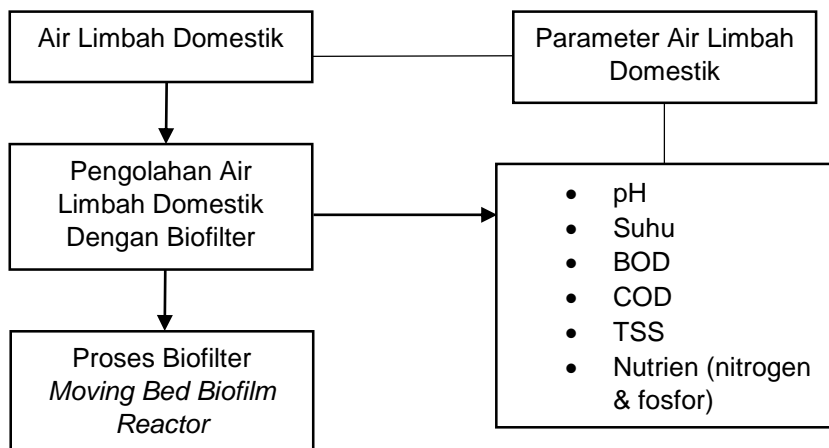 Air Limbah Domestik
Parameter Air Limbah
Domestik
Pengolahan Air
Limbah Domestik
Dengan Biofilter
• pH
• Suhu
• BOD
• COD
• TSS
• Nutrien (nitrogen
& fosfor)
Proses Biofilter
Moving Bed Biofilm
Reactor